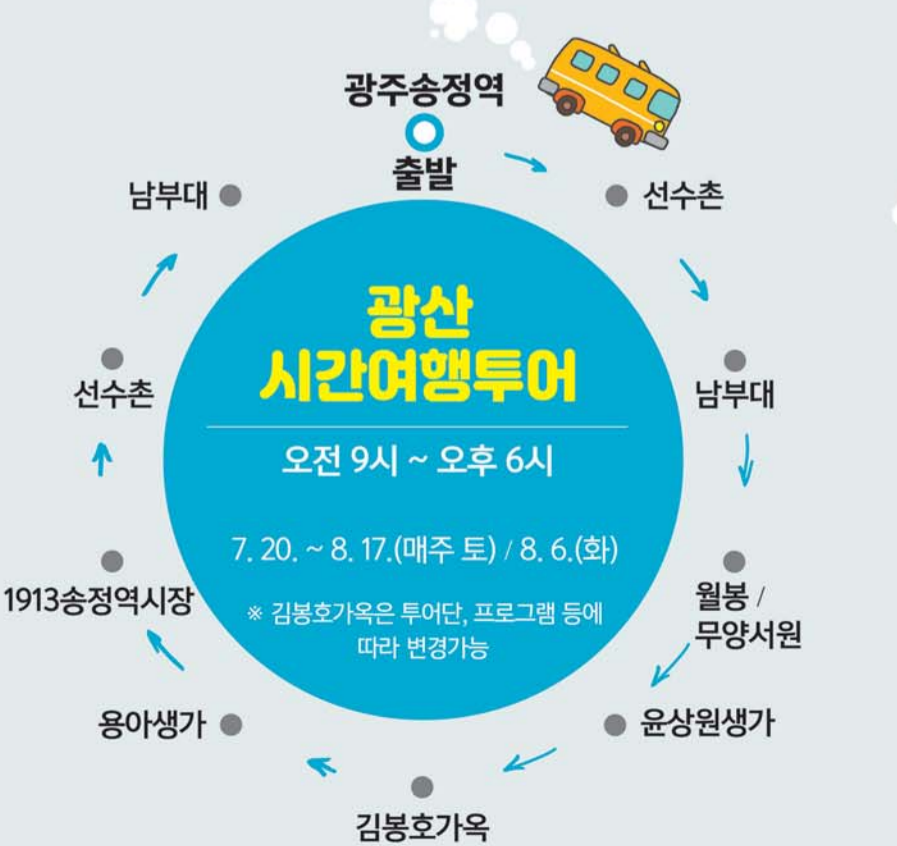 광주송정역
출발
선수촌
남부대
월봉 /
무양서원
윤상원생가
김봉호가옥
용아생가
1913송정역시장
선수촌
남부대
광산
시간여행투어
오전 9시 ~ 오후 6시
7. 20. ~ 8. 17.(매주 토) / 8. 6.(화)
※ 김봉호가옥은 투어단, 프로그램 등에
따라 변경가능